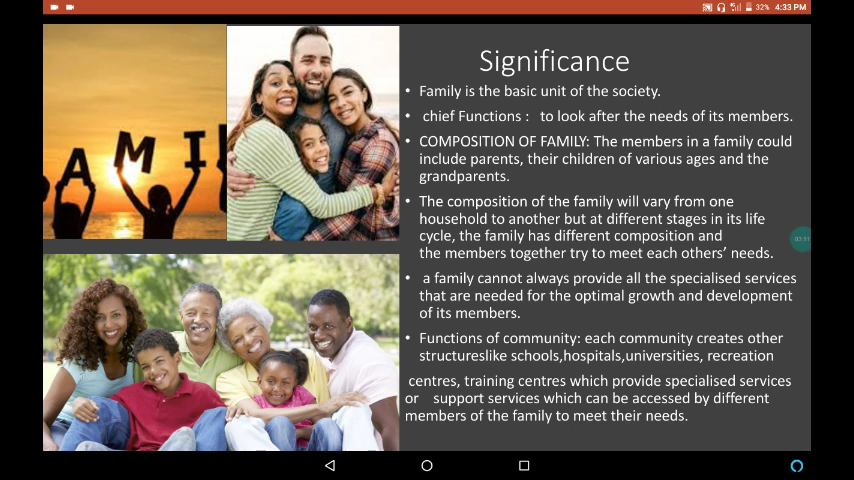 32% 4:33 PM
A M I
Significance
• Family is the basic unit of the society.
• chief Functions : to look after the needs of its members.
• COMPOSITION OF FAMILY: The members in a family could
include parents, their children of various ages and the
grandparents.
• The composition of the family will vary from one
household to another but at different stages in its life
cycle, the family has different composition and
the members together try to meet each others’ needs.
• a family cannot always provide all the specialised services
that are needed for the optimal growth and development
of its members.
• Functions of community: each community creates other
structureslike schools,hospitals,universities, recreation
centres, training centres which provide specialised services
or support services which can be accessed by different
members of the family to meet their needs.